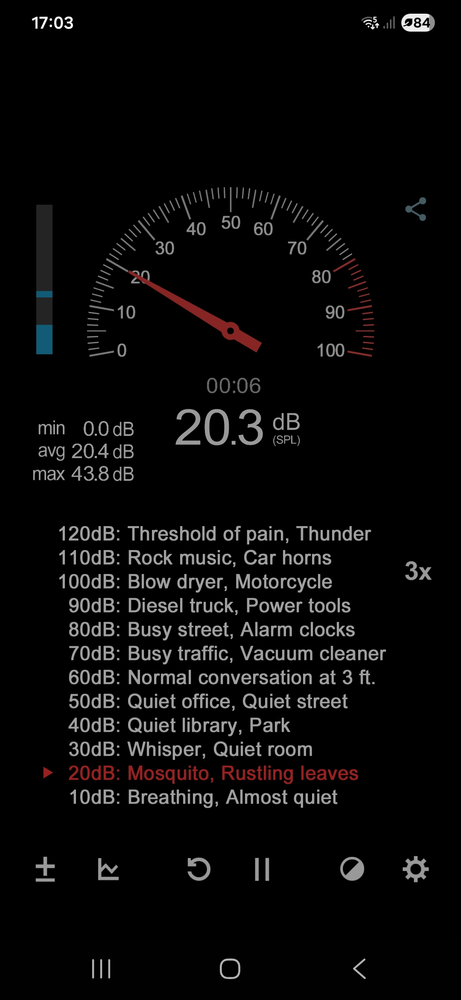 17:03
5
84
0
10
20
30
40
50
60
70
80
90
100
00:06
20.3 dB
(SPL)
min 0.0 dB
avg 20.4 dB
max 43.8 dB
120dB: Threshold of pain, Thunder
110dB: Rock music, Car horns
3x
100dB: Blow dryer, Motorcycle
90dB: Diesel truck, Power tools
80dB: Busy street, Alarm clocks
70dB: Busy traffic, Vacuum cleaner
60dB: Normal conversation at 3 ft.
50dB: Quiet office, Quiet street
40dB: Quiet library, Park
30dB: Whisper, Quiet room
20dB: Mosquito, Rustling leaves
10dB: Breathing, Almost quiet